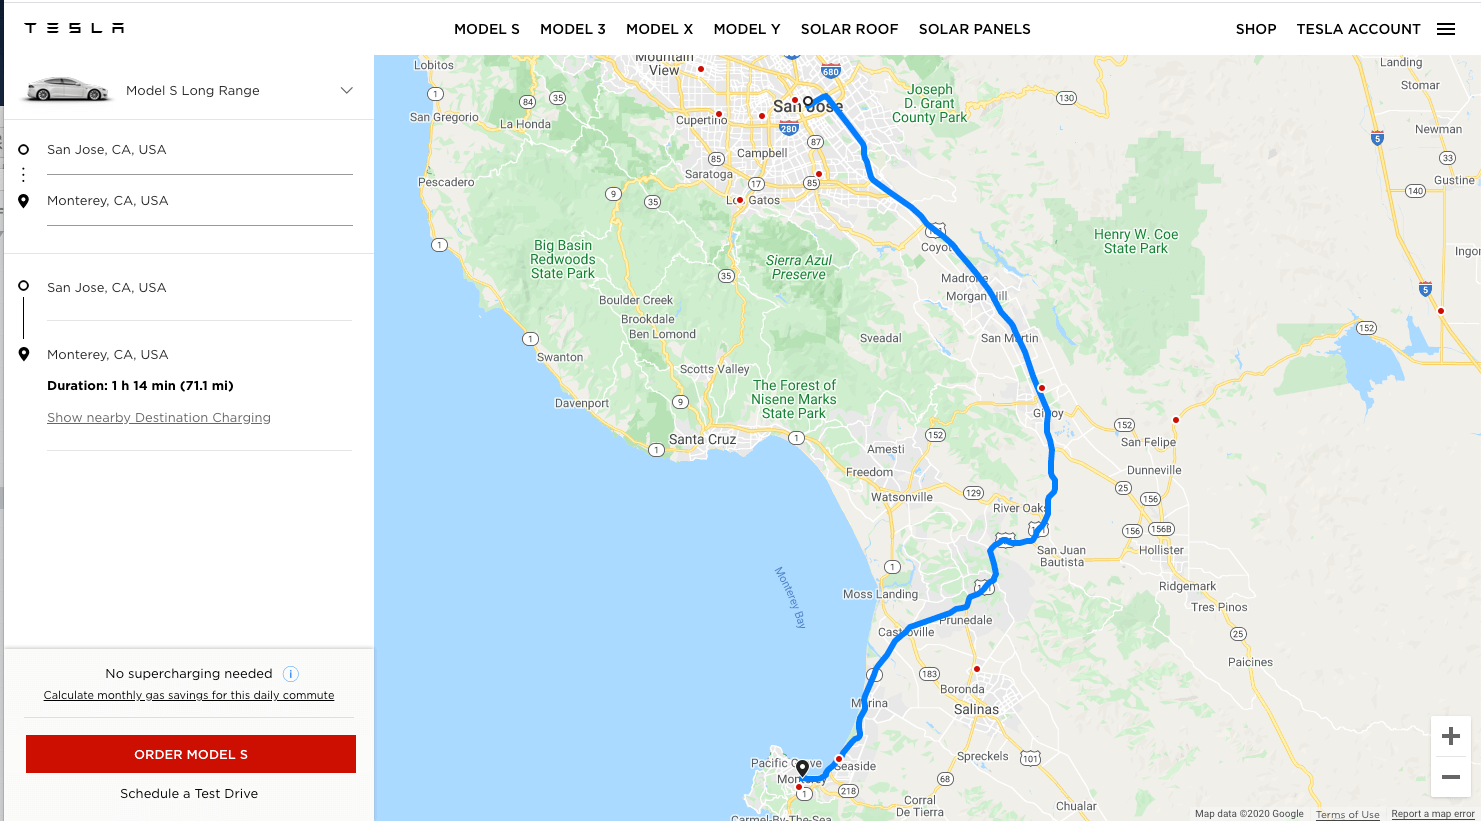 TESLA
MODEL S
MODEL 3
MODEL X
MODEL Y
SOLAR ROOF
SOLAR PANELS
SHOP
TESLA ACCOUNT
Model S Long Range
San Jose, CA, USA
Monterey, CA, USA
San Jose, CA, USA
Monterey, CA, USA
Duration: 1 h 14 min (71.1 mi)
Show nearby Destination Charging
No supercharging needed
i
Calculate monthly gas savings for this daily commute
ORDER MODEL S
Schedule a Test Drive
Lobitos
Mountain
View
680
San Jose
Joseph
D. Grant
County Park
Landing
Stomar
1
84
35
130
San Gregorio
La Honda
Cupertino
280
5
Newman
87
Campbell
85
33
Saratoga
Pescadero
17
85
Gustine
140
9
35
Los Gatos
1
Big Basin
Redwoods
State Park
Sierra Azul
Preserve
Coyot
Henry W. Coe
State Park
35
Madrone
Morgan Hill
5
Boulder Creek
Brookdale
Ben Lomond
1
Sveadal
San Martin
152
Swanton
Scotts Valley
The Forest of
Nisene Marks
State Park
Davenport
9
Gilroy
152
San Felipe
Santa Cruz
1
1
152
Amesti
Freedom
Dunneville
Watsonville
129
25
156
River Oaks
156
156B
San Juan
Bautista
Hollister
1
Monterey Bay
Moss Landing
101
Ridgemark
Tres Pinos
Prunedale
Castroville
25
Paicines
183
Boronda
Marina
Salinas
Pacific Grove
Seaside
Spreckels
101
Monterey
1
218
68
Corral
De Tierra
Chualar
Carmel-By-The-Sea
Map data ©2020 Google
Terms of Use
Report a map error